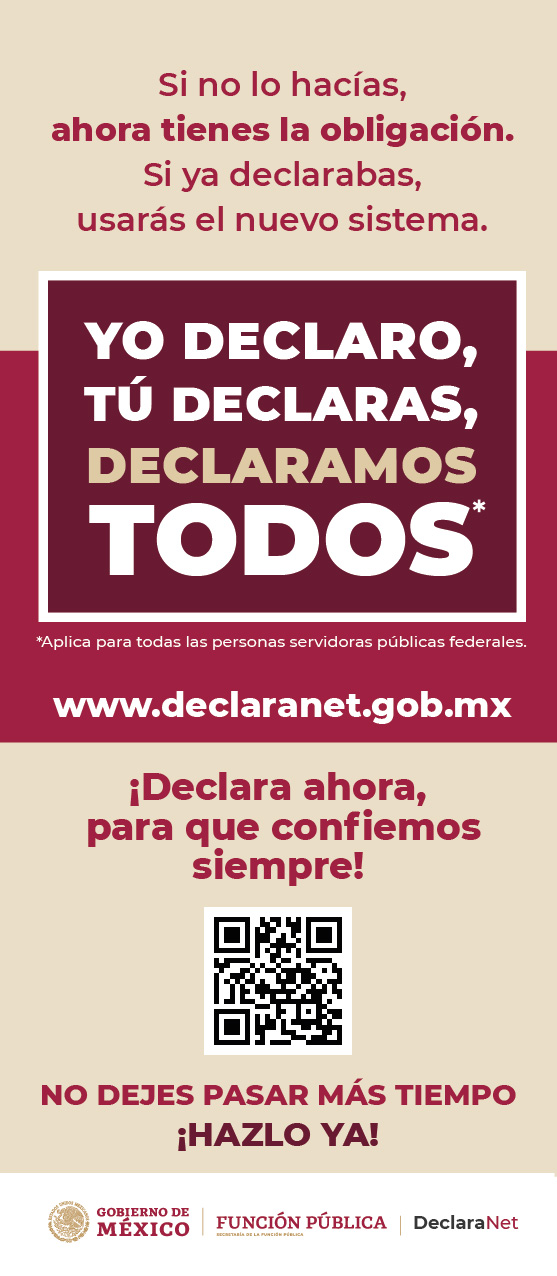 Si no lo hacías,
ahora tienes la obligación.
Si ya declarabas,
usarás el nuevo sistema.
YO DECLARO,
TÚ DECLARAS,
DECLARAMOS
TODOS*
*Aplica para todas las personas servidoras públicas federales.
www.declaranet.gob.mx
¡Declara ahora,
para que confiemos
siempre!
NO DEJES PASAR MÁS TIEMPO
¡HAZLO YA!
GOBIERNO DE
MÉXICO
FUNCIÓN PÚBLICA
SECRETARÍA DE LA FUNCIÓN PÚBLICA
DeclaraNet